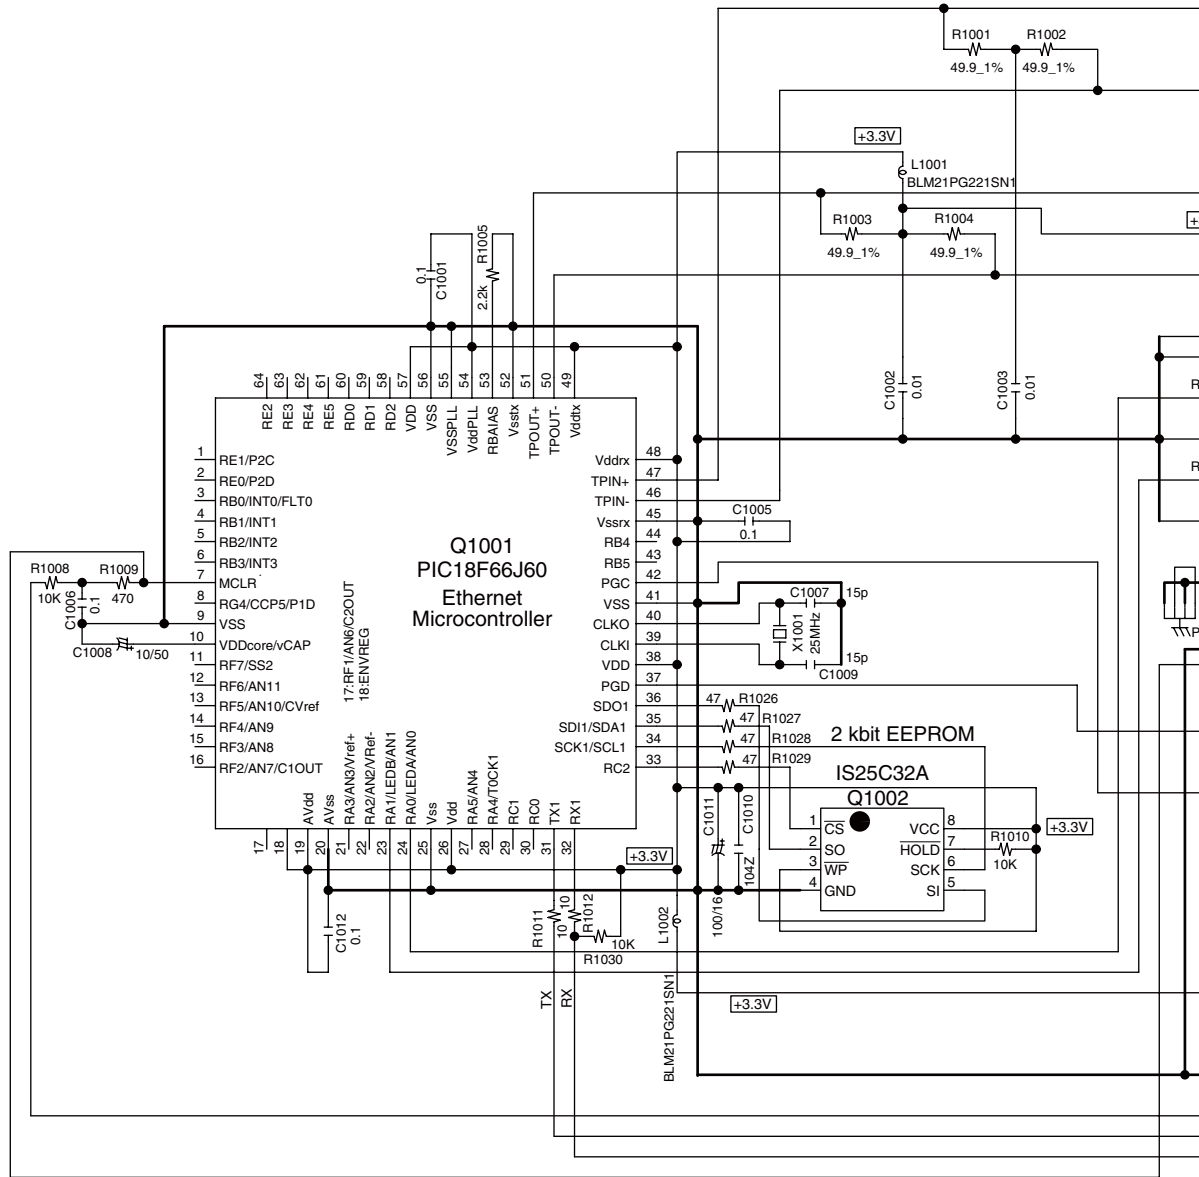 R1001
R1002
49.9_1%
49.9_1%
+3.3V
L1001
BLM21PG221SN1
R1003
R1004
49.9_1%
49.9_1%
+
0.1
C1001
R1005
2.2k
C1002
0.01
C1003
0.01
R
R
64
63
62
61
60
59
58
57
56
55
54
53
52
51
50
49
RE2
RE3
RE4
RE5
RD0
RD1
RD2
VDD
VSS
VSSPLL
VddPLL
RBAIAS
Vsstx
TPOUT+
TPOUT-
Vddtx
1 RE1/P2C
2 RE0/P2D
3 RB0/INT0/FLT0
4 RB1/INT1
5 RB2/INT2
6 RB3/INT3
7 MCLR
8 RG4/CCP5/P1D
9 VSS
10 VDDcore/vCAP
11 RF7/SS2
12 RF6/AN11
13 RF5/AN10/CVref
14 RF4/AN9
15 RF3/AN8
16 RF2/AN7/C1OUT
Q1001
PIC18F66J60
Ethernet
Microcontroller
17:RF1/AN6/C2OUT
18:ENVREG
Vddrx 48
TPIN+ 47
TPIN- 46
Vssrx 45
RB4 44
RB5 43
PGC 42
VSS 41
CLKO 40
CLKI 39
VDD 38
PGD 37
SDO1 36
SDI1/SDA1 35
SCK1/SCL1 34
RC2 33
R1008
10K
R1009
470
C1006
0.1
C1008
10/50
C1005
0.1
C1007
15p
X1001
25MHz
15p
C1009
P
47 R1026
47 R1027
47 R1028
47 R1029
2 kbit EEPROM
IS25C32A
Q1002
1 CS
2 SO
3 WP
4 GND
VCC 8
HOLD 7
SCK 6
SI 5
+3.3V
R1010
10K
C1011
100/16
C1010
104Z
AVdd
AVss
RA3/AN3/Vref+
RA2/AN2/VRef-
RA1/LEDB/AN1
RA0/LEDA/AN0
Vss
Vdd
RA5/AN4
RA4/T0CK1
RC1
RC0
TX1
RX1
17
18
19
20
21
22
23
24
25
26
27
28
29
30
31
32
+3.3V
C1012
0.1
R1011
10
R1012
10
10K
R1030
L1002
BLM21PG221SN1
TX
RX
+3.3V